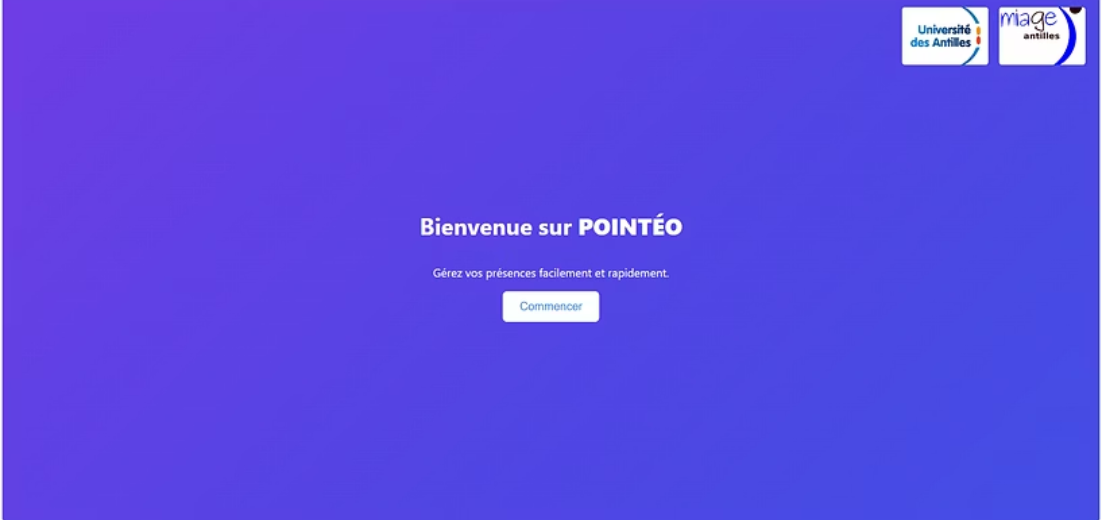 Université
des Antilles
miage
antilles
Bienvenue sur POINTÉO
Gérez vos présences facilement et rapidement.
Commencer